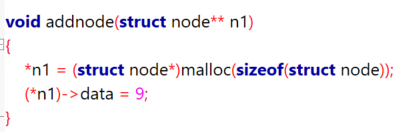 void addnode(struct node** n1)
{
*n1 = (struct node*)malloc(sizeof(struct node));
(*n1)->data = 9;
}